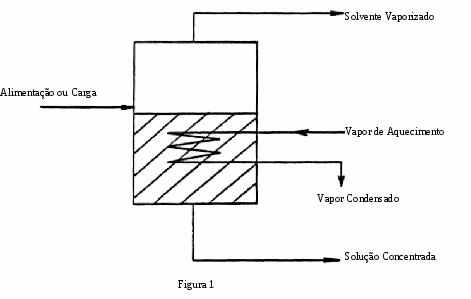 Solvente Vaporizado
Alimentação ou Carga
Vapor de Aquecimento
Vapor Condensado
Solução Concentrada
Figura 1